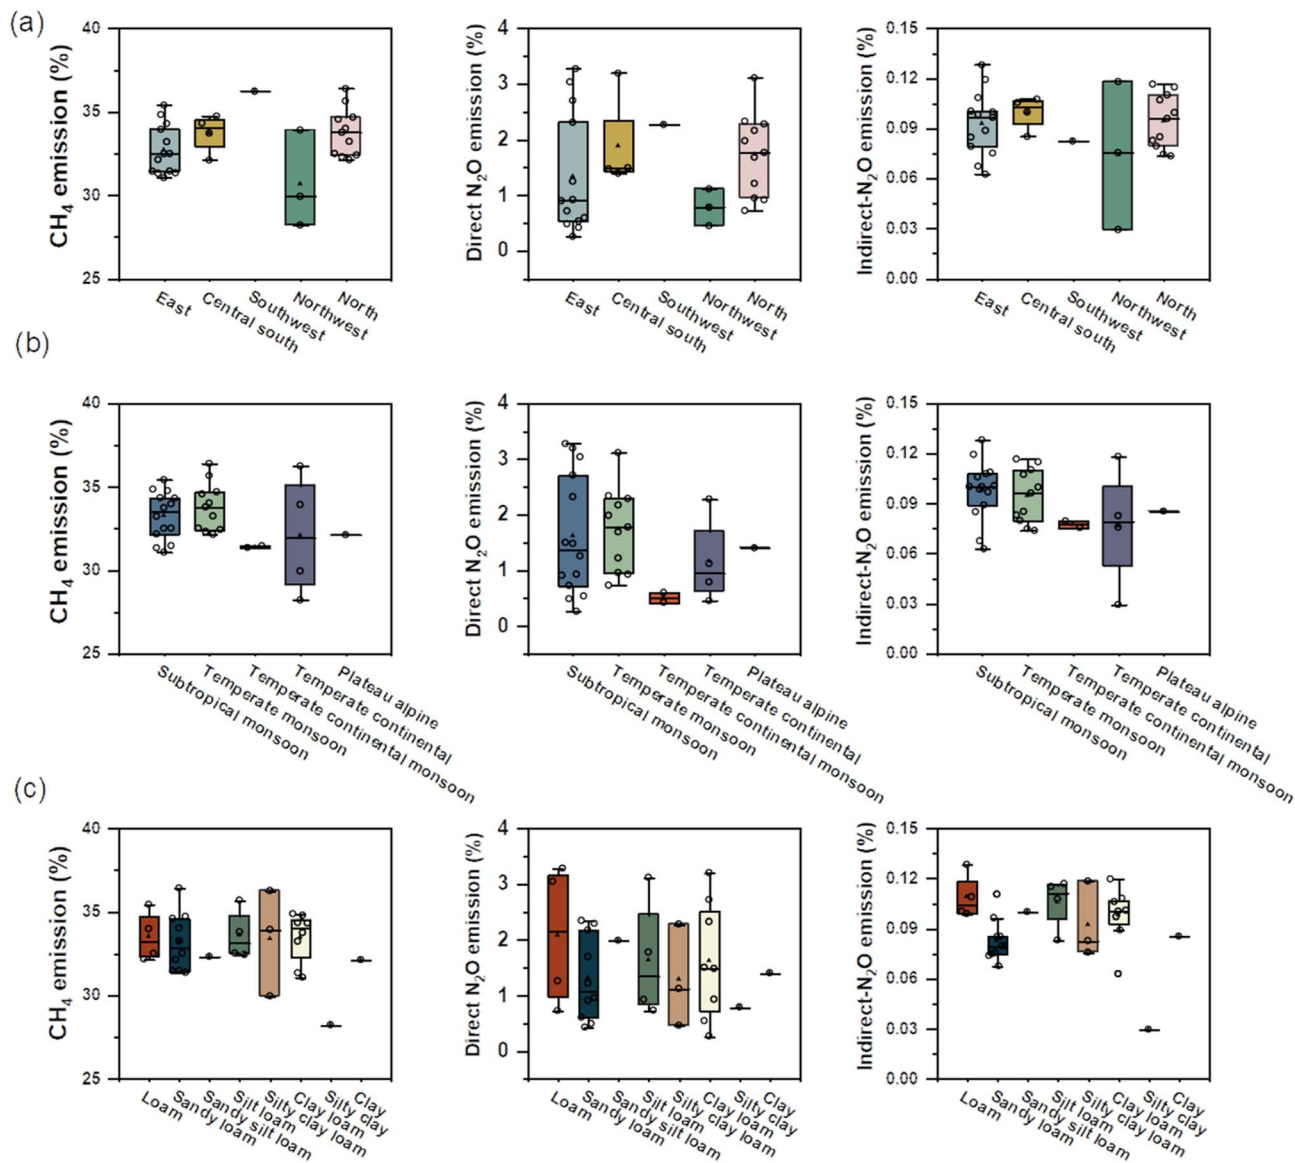 (a)
CH4 emission (%)
40
35
30
25
East
Central south
Southwest
Northwest
North
Direct N2O emission (%)
4
3
2
1
0
East
Central south
Southwest
Northwest
North
Indirect-N2O emission (%)
0.15
0.12
0.09
0.06
0.03
0.00
East
Central south
Southwest
Northwest
North
(b)
CH4 emission (%)
40
35
30
25
Subtropical monsoon
Temperate monsoon
Temperate continental monsoon
Temperate continental
Plateau alpine
Direct N2O emission (%)
4
3
2
1
0
Subtropical monsoon
Temperate monsoon
Temperate continental monsoon
Temperate continental
Plateau alpine
Indirect-N2O emission (%)
0.15
0.12
0.09
0.06
0.03
0.00
Subtropical monsoon
Temperate monsoon
Temperate continental monsoon
Temperate continental
Plateau alpine
(c)
CH4 emission (%)
40
35
30
25
Loam
Sandy loam
Sandy silt loam
Silt loam
Silty clay loam
Clay loam
Silty clay
Clay
Direct N2O emission (%)
4
3
2
1
0
Loam
Sandy loam
Sandy silt loam
Silt loam
Silty clay loam
Clay loam
Silty clay
Clay
Indirect-N2O emission (%)
0.15
0.12
0.09
0.06
0.03
0.00
Loam
Sandy loam
Sandy silt loam
Silt loam
Silty clay loam
Clay loam
Silty clay
Clay